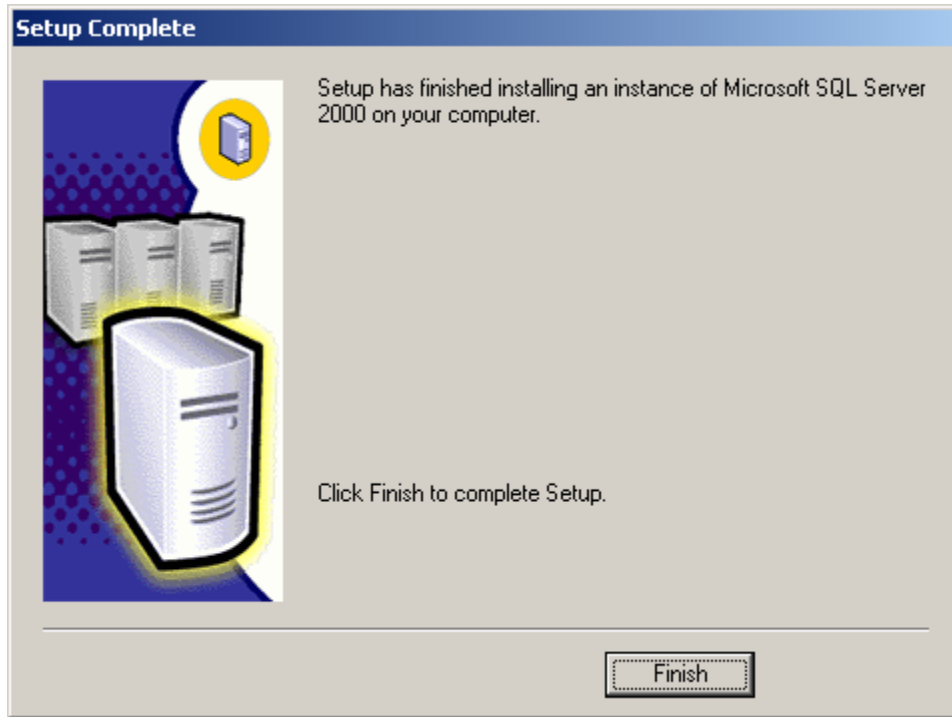 Setup Complete
Setup has finished installing an instance of Microsoft SQL Server
2000 on your computer.
Click Finish to complete Setup.
Finish